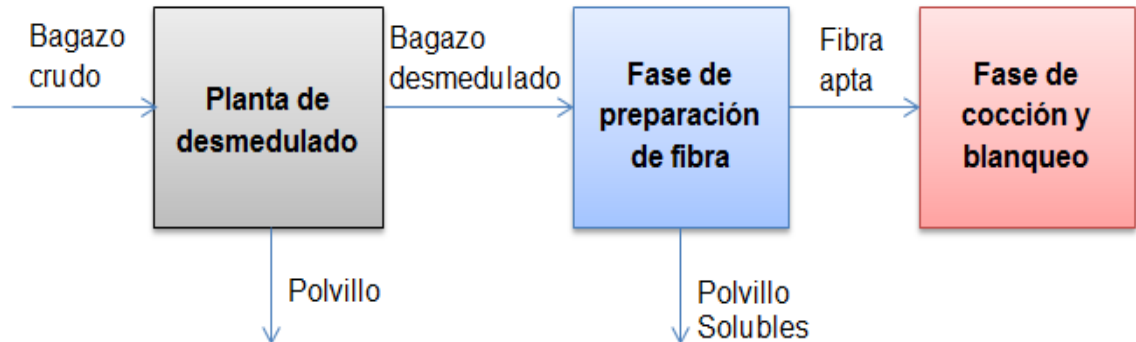 Bagazo
crudo
Planta de
desmedulado
Bagazo
desmedulado
Fase de
preparación
de fibra
Fibra
apta
Fase de
cocción y
blanqueo
Polvillo
Polvillo
Solubles